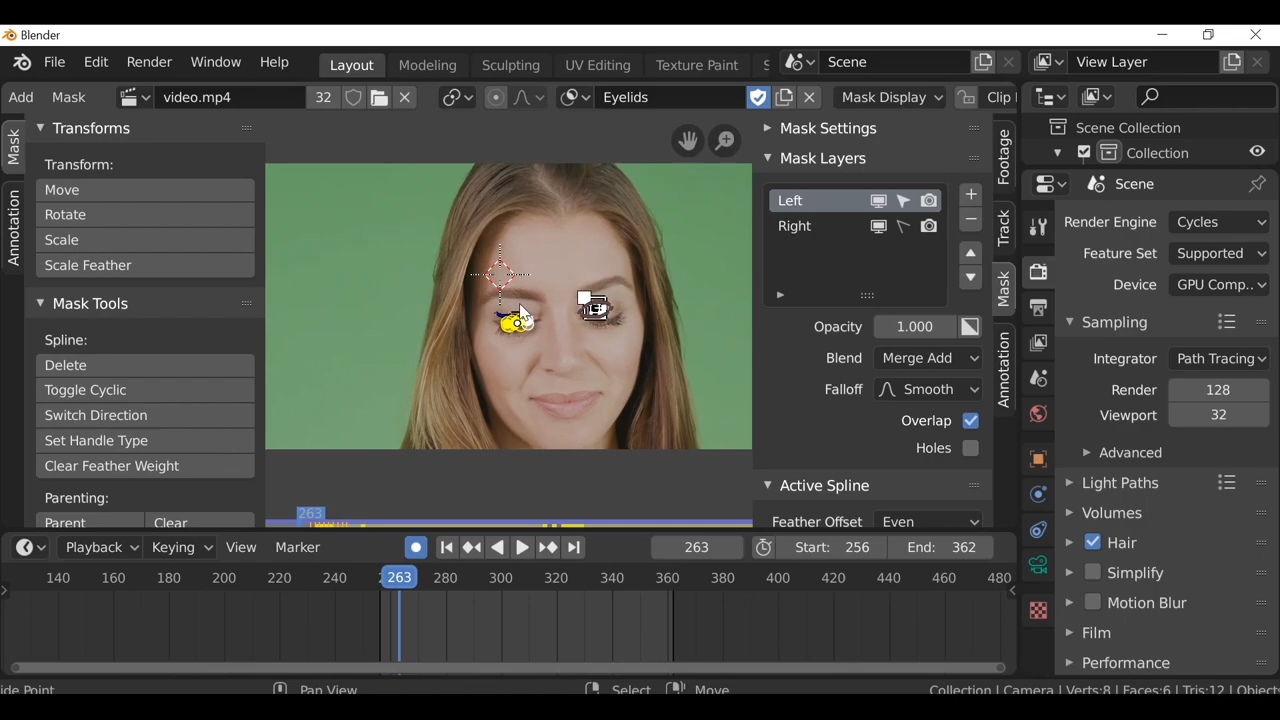 Blender
File Edit Render Window Help Layout Modeling Sculpting UV Editing Texture Paint S Scene View Layer
Add Mask video.mp4 32 Eyelids Mask Display Clip
Mask
Annotation
Transforms
Transform:
Move
Rotate
Scale
Scale Feather
Mask Tools
Spline:
Delete
Toggle Cyclic
Switch Direction
Set Handle Type
Clear Feather Weight
Parenting:
Parent Clear
263
Mask Settings
Mask Layers
Left
Right
Opacity 1.000
Blend Merge Add
Falloff Smooth
Overlap
Holes
Active Spline
Feather Offset Even
Footage
Track
Mask
Annotation
Scene Collection
Collection
Scene
Render Engine Cycles
Feature Set Supported
Device GPU Comp..
Sampling
Integrator Path Tracing
Render 128
Viewport 32
Advanced
Light Paths
Volumes
Hair
Simplify
Motion Blur
Film
Performance
Playback Keying View Marker 263 Start: 256 End: 362
140 160 180 200 220 240 263 280 300 320 340 360 380 400 420 440 460 480
ide Point Pan View Select Move Collection | Camera | Verts:8 | Faces:6 | Tris:12 | Objects